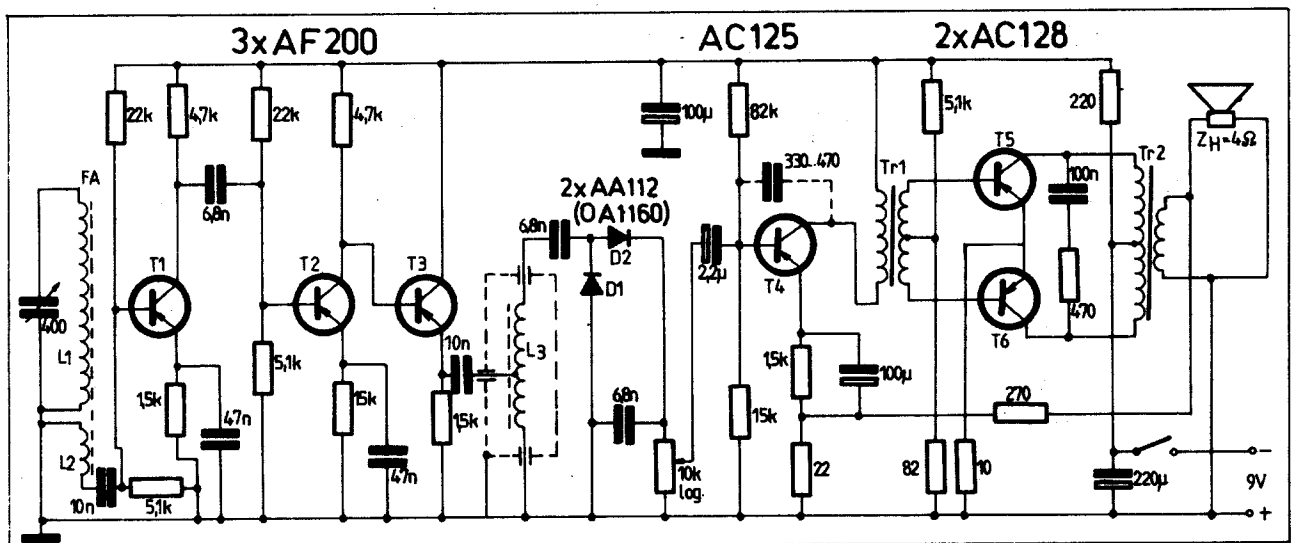 3xAF200
AC125
2xAC128
22k
4,7k
22k
4,7k
100µ
82k
5,1k
220
ZH=4Ω
FA
6,8n
2xAA112
(OA1160)
330..470
Tr1
T5
100n
Tr2
T1
T2
T3
6,8n
D2
D1
2,2µ
T4
400
L1
L3
T6
470
10n
5,1k
1,5k
100µ
270
1,5k
47n
15k
1,5k
6,8n
15k
L2
47n
10k
log.
22
82
10
220µ
9V
10n
5,1k
−
+